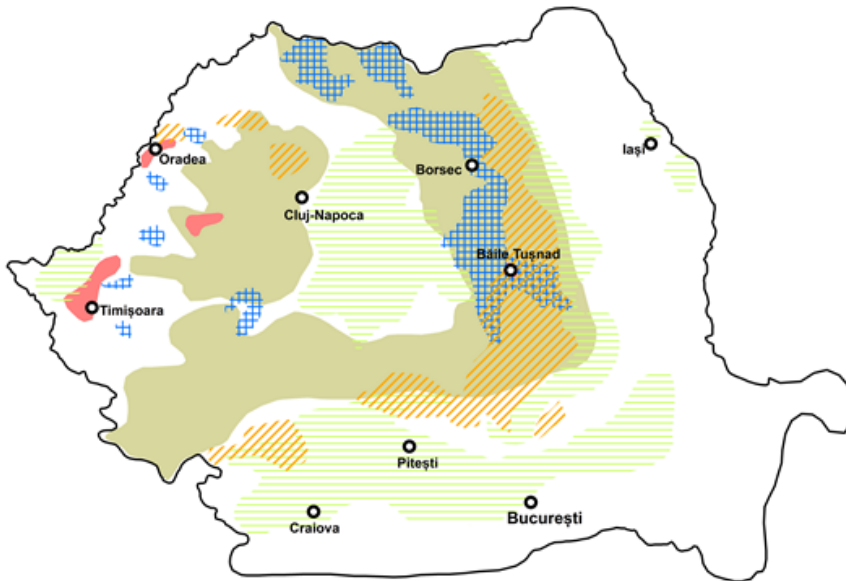 Iași
Oradea
Borsec
Cluj-Napoca
Băile Tușnad
Timișoara
Pitești
București
Craiova